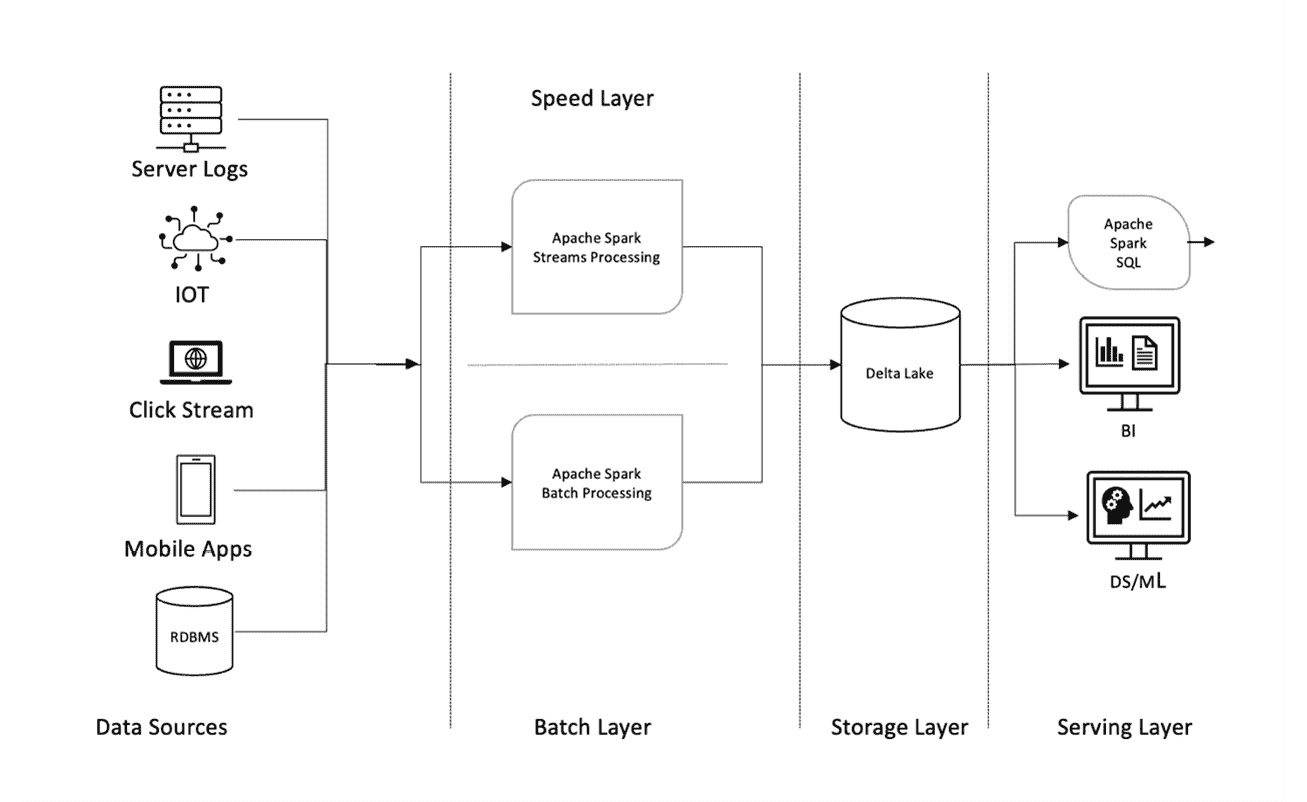 Server Logs
IOT
Click Stream
Mobile Apps
RDBMS
Data Sources
Speed Layer
Apache Spark
Streams Processing
Apache Spark
Batch Processing
Batch Layer
Delta Lake
Storage Layer
Apache
Spark
SQL
BI
DS/ML
Serving Layer